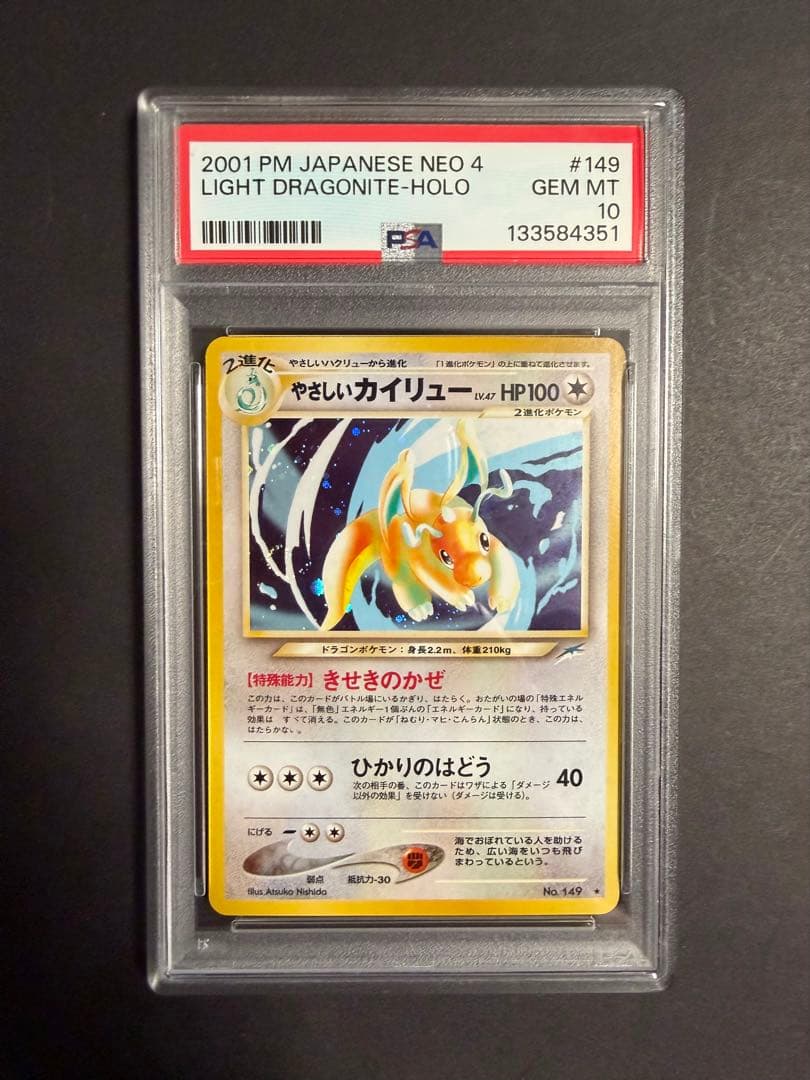 2001 PM JAPANESE NEO 4 #149
LIGHT DRAGONITE-HOLO GEM MT
10
PSA 133584351
2進化 やさしいハクリューから進化 「1進化ポケモン」の上に重ねて進化させます。
やさしいカイリュー LV.47 HP100
2進化ポケモン
ドラゴンポケモン：身長2.2m、体重210kg
【特殊能力】きせきのかぜ
この力は、このカードがバトル場にいるかぎり、はたらく。おたがいの場の「特殊エネル
ギーカード」は、「無色」エネルギー1個ぶんの「エネルギーカード」になり、持っている
効果は すべて消える。このカードが「ねむり・マヒ・こんらん」状態のとき、この力は、
はたらかない。
ひかりのはどう 40
次の相手の番、このカードはワザによる「ダメージ
以外の効果」を受けない（ダメージは受ける）。
にげる
海でおぼれている人を助ける
ため、広い海をいつも飛び
まわっているという。
弱点 抵抗力-30
Illus. Atsuko Nishida No. 149 ★